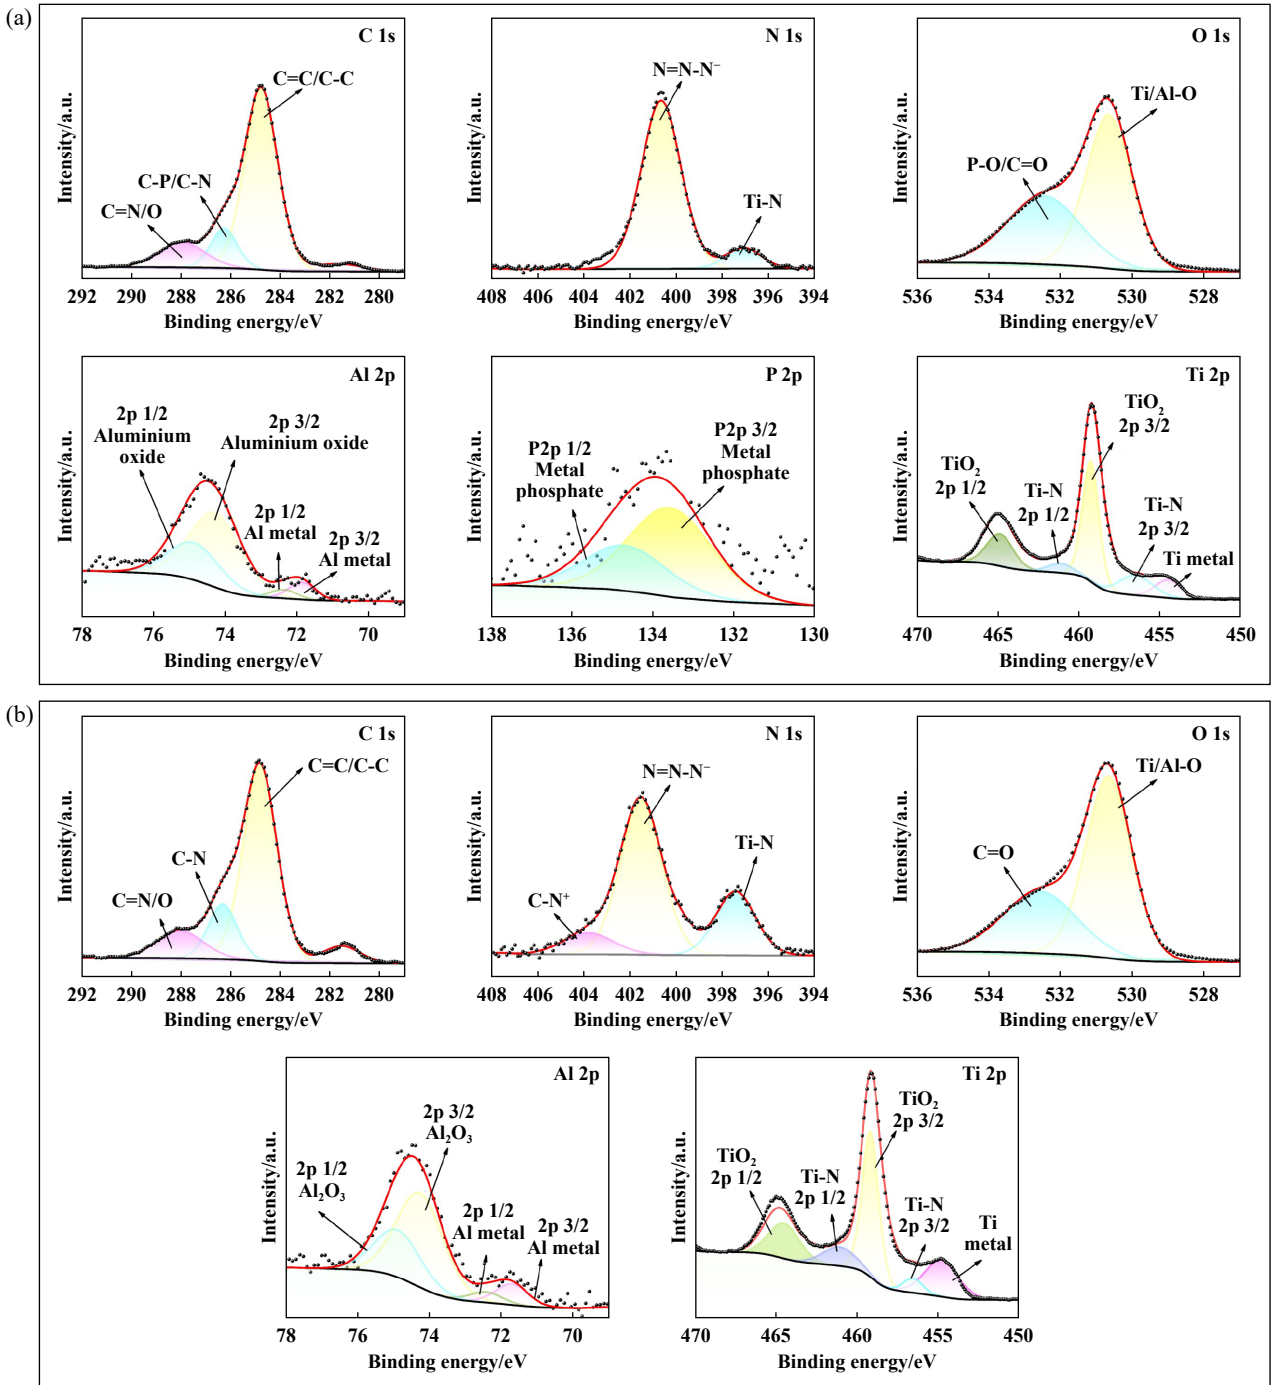 (a)
C 1s
C=C/C-C
C-P/C-N
C=N/O
Intensity/a.u.
292 290 288 286 284 282 280
Binding energy/eV
N 1s
N=N-N⁻
Ti-N
Intensity/a.u.
408 406 404 402 400 398 396 394
Binding energy/eV
O 1s
Ti/Al-O
P-O/C=O
Intensity/a.u.
536 534 532 530 528
Binding energy/eV
Al 2p
2p 1/2
Aluminium
oxide
2p 3/2
Aluminium oxide
2p 1/2
Al metal
2p 3/2
Al metal
Intensity/a.u.
78 76 74 72 70
Binding energy/eV
P 2p
P2p 1/2
Metal
phosphate
P2p 3/2
Metal
phosphate
Intensity/a.u.
138 136 134 132 130
Binding energy/eV
Ti 2p
TiO₂
2p 3/2
TiO₂
2p 1/2
Ti-N
2p 1/2
Ti-N
2p 3/2
Ti metal
Intensity/a.u.
470 465 460 455 450
Binding energy/eV
(b)
C 1s
C=C/C-C
C-N
C=N/O
Intensity/a.u.
292 290 288 286 284 282 280
Binding energy/eV
N 1s
N=N-N⁻
Ti-N
C-N⁺
Intensity/a.u.
408 406 404 402 400 398 396 394
Binding energy/eV
O 1s
Ti/Al-O
C=O
Intensity/a.u.
536 534 532 530 528
Binding energy/eV
Al 2p
2p 3/2
Al₂O₃
2p 1/2
Al₂O₃
2p 1/2
Al metal
2p 3/2
Al metal
Intensity/a.u.
78 76 74 72 70
Binding energy/eV
Ti 2p
TiO₂
2p 3/2
TiO₂
2p 1/2
Ti-N
2p 1/2
Ti-N
2p 3/2
Ti
metal
Intensity/a.u.
470 465 460 455 450
Binding energy/eV